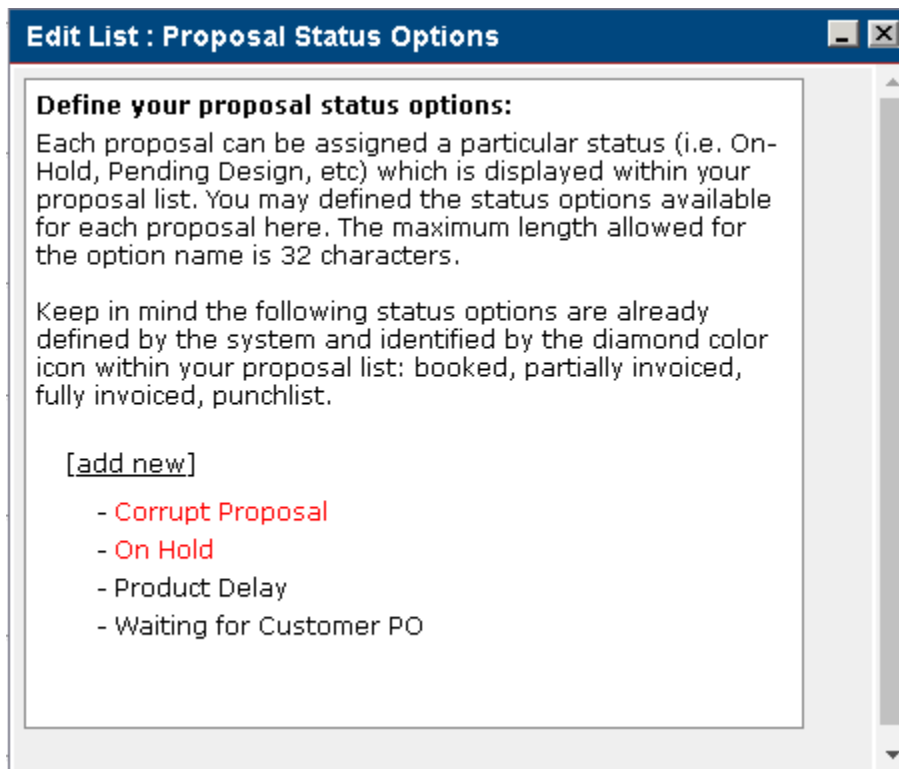 Edit List : Proposal Status Options
Define your proposal status options:
Each proposal can be assigned a particular status (i.e. On-
Hold, Pending Design, etc) which is displayed within your
proposal list. You may defined the status options available
for each proposal here. The maximum length allowed for
the option name is 32 characters.
Keep in mind the following status options are already
defined by the system and identified by the diamond color
icon within your proposal list: booked, partially invoiced,
fully invoiced, punchlist.
[add new]
- Corrupt Proposal
- On Hold
- Product Delay
- Waiting for Customer PO